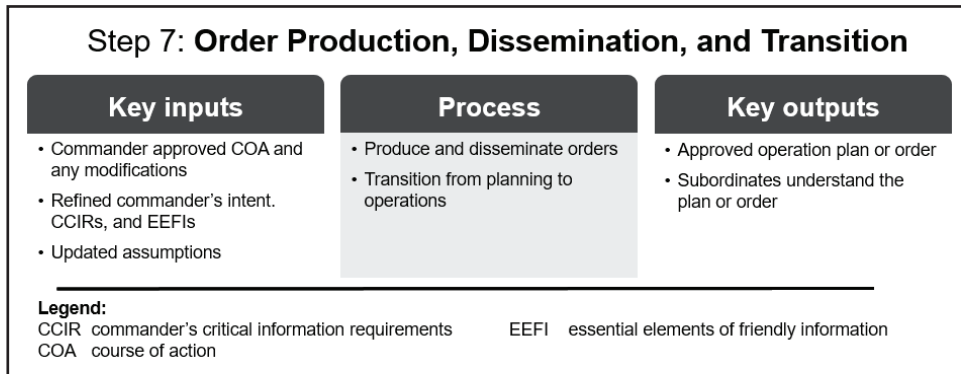 Step 7: Order Production, Dissemination, and Transition
Key inputs
• Commander approved COA and
any modifications
• Refined commander’s intent.
CCIRs, and EEFIs
• Updated assumptions
Process
• Produce and disseminate orders
• Transition from planning to
operations
Key outputs
• Approved operation plan or order
• Subordinates understand the
plan or order
Legend:
CCIR commander’s critical information requirements
COA course of action
EEFI essential elements of friendly information